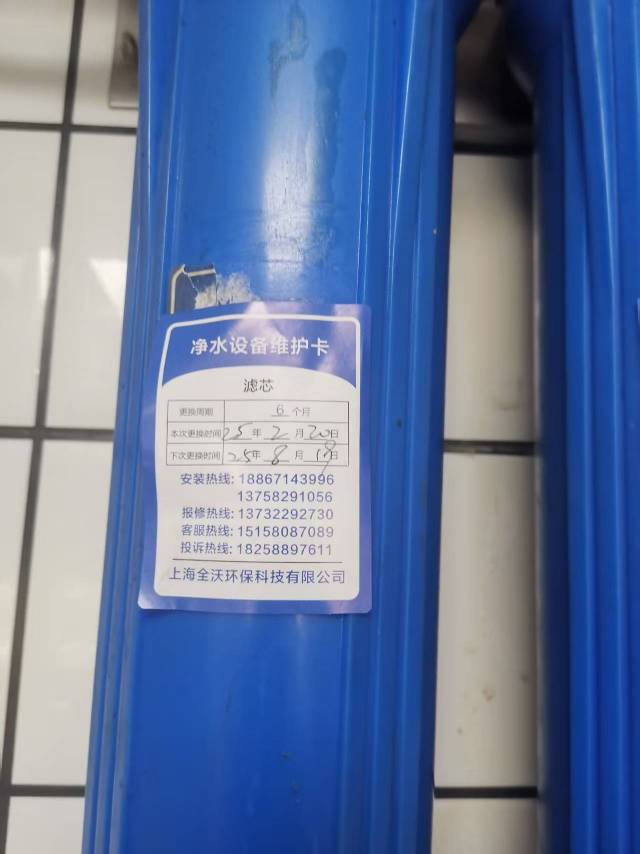 净水设备维护卡
滤芯
更换周期 6 个月
本次更换时间 25 年 2 月 20 日
下次更换时间 25 年 8 月 19 日
安装热线: 18867143996
13758291056
报修热线: 13732292730
客服热线: 15158087089
投诉热线: 18258897611
上海全沃环保科技有限公司